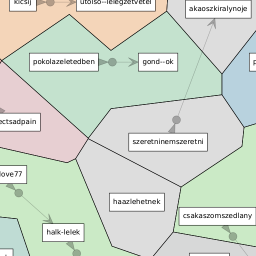 kicsij
utolso--lelegzetvetel
akaoszkiralynoje
pokolazeletedben
gond--ok
ectsadpain
szeretninemszeretni
love77
haazlehetnek
csakaszomszedlany
halk-lelek